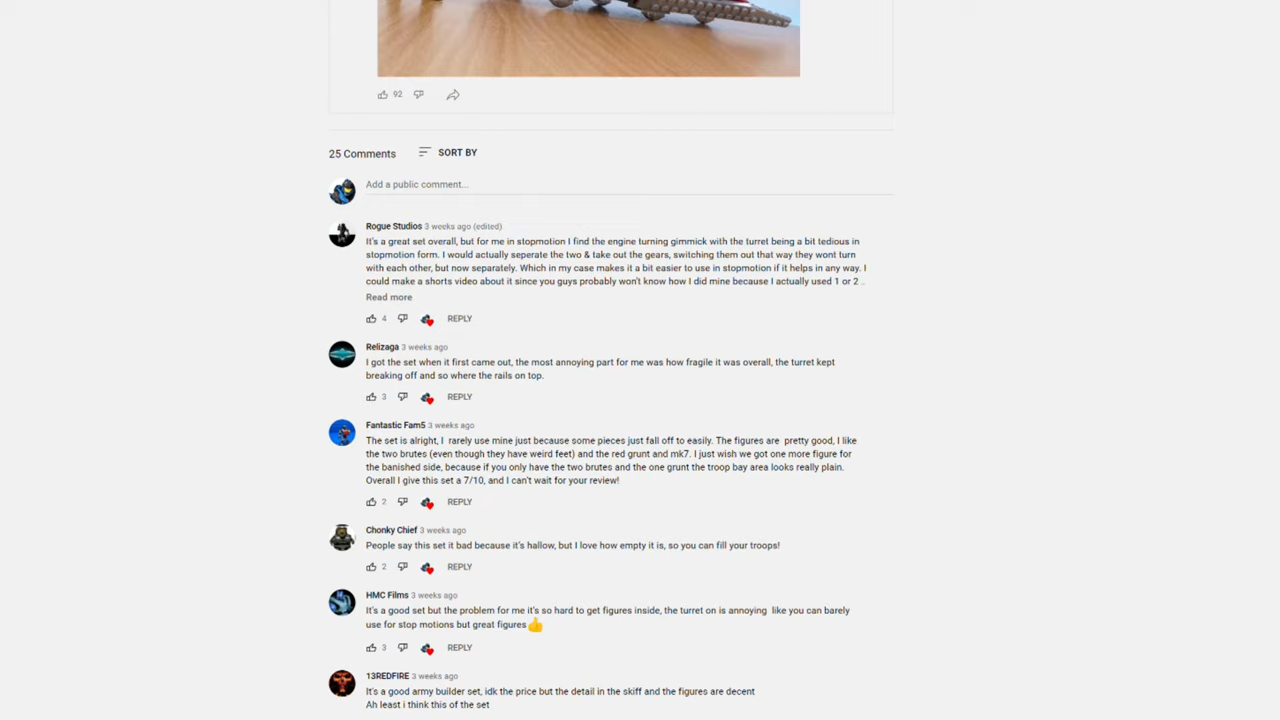 92
25 Comments SORT BY
Add a public comment...
Rogue Studios 3 weeks ago (edited)
It's a great set overall, but for me in stopmotion I find the engine turning gimmick with the turret being a bit tedious in
stopmotion form. I would actually seperate the two & take out the gears, switching them out that way they wont turn
with each other, but now separately. Which in my case makes it a bit easier to use in stopmotion if it helps in any way. I
could make a shorts video about it since you guys probably won't know how I did mine because I actually used 1 or 2 ..
Read more
4 REPLY
Relizaga 3 weeks ago
I got the set when it first came out, the most annoying part for me was how fragile it was overall, the turret kept
breaking off and so where the rails on top.
3 REPLY
Fantastic Fam5 3 weeks ago
The set is alright, I rarely use mine just because some pieces just fall off to easily. The figures are pretty good, I like
the two brutes (even though they have weird feet) and the red grunt and mk7. I just wish we got one more figure for
the banished side, because if you only have the two brutes and the one grunt the troop bay area looks really plain.
Overall I give this set a 7/10, and I can't wait for your review!
2 REPLY
Chonky Chief 3 weeks ago
People say this set it bad because it's hallow, but I love how empty it is, so you can fill your troops!
2 REPLY
HMC Films 3 weeks ago
It's a good set but the problem for me it's so hard to get figures inside, the turret on is annoying like you can barely
use for stop motions but great figures👍
3 REPLY
13REDFIRE 3 weeks ago
It's a good army builder set, idk the price but the detail in the skiff and the figures are decent
Ah least i think this of the set